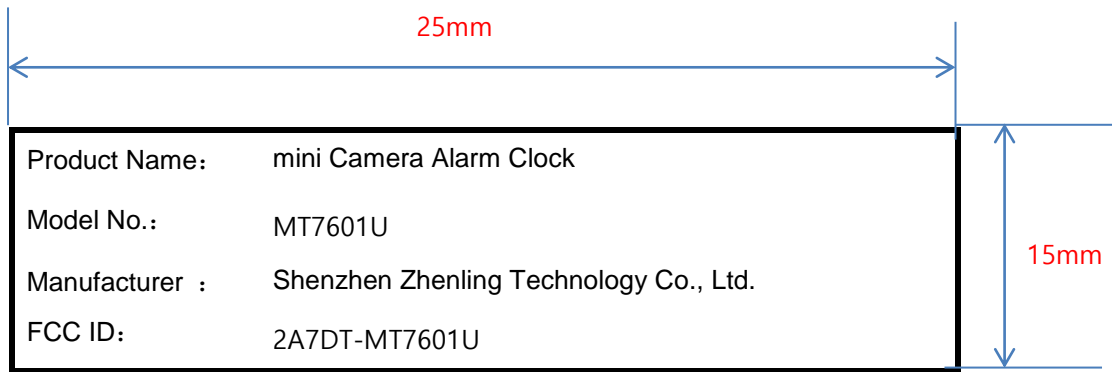 25mm
Product Name： mini Camera Alarm Clock
Model No.： MT7601U
15mm
Manufacturer ： Shenzhen Zhenling Technology Co., Ltd.
FCC ID： 2A7DT-MT7601U